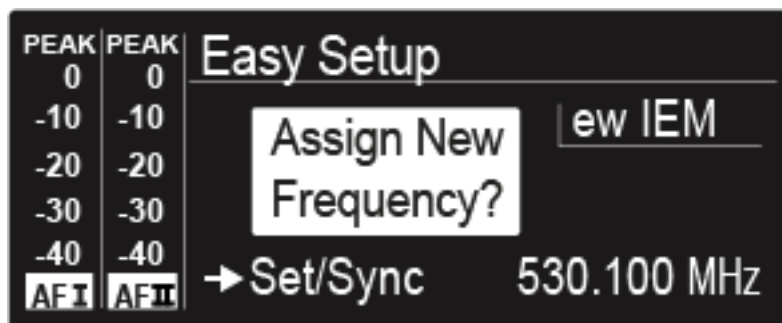 PEAK PEAK
0 0
-10 -10
-20 -20
-30 -30
-40 -40
AF I AF II
Easy Setup
ew IEM
Assign New
Frequency?
Set/Sync 530.100 MHz